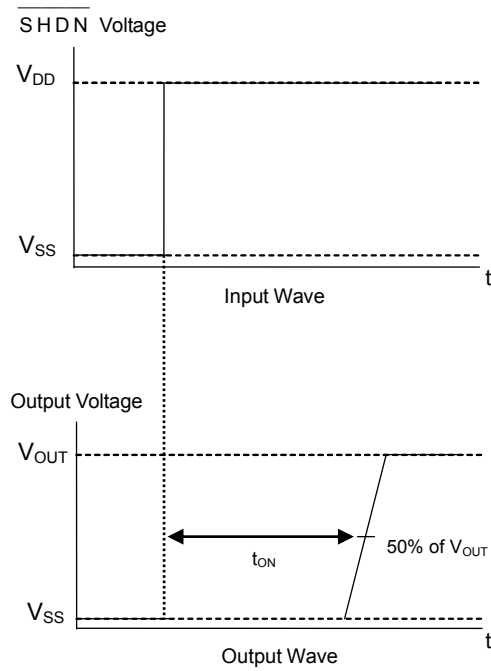 SHDN Voltage
VDD
VSS
t
Input Wave
Output Voltage
VOUT
tON
50% of VOUT
VSS
t
Output Wave